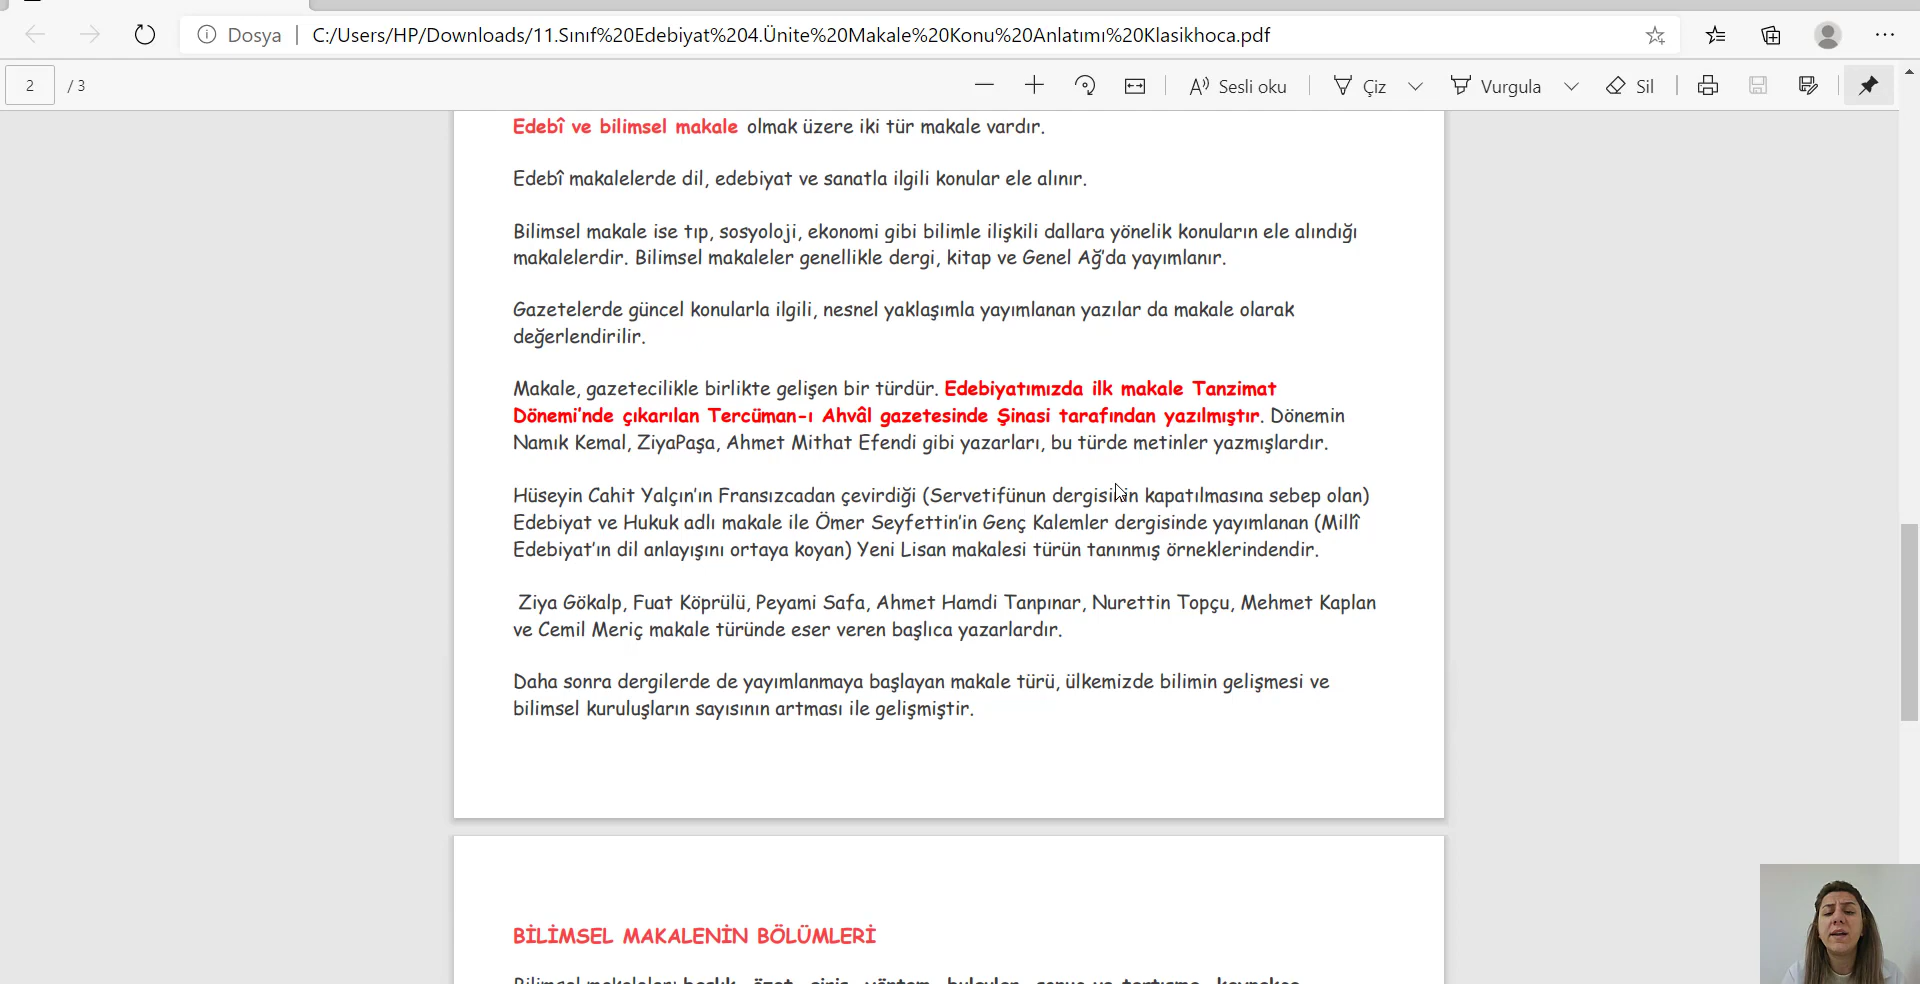 Dosya
C:/Users/HP/Downloads/11.Sınıf%20Edebiyat%204.Ünite%20Makale%20Konu%20Anlatımı%20Klasikhoca.pdf
2 / 3
Sesli oku
Çiz
Vurgula
Sil
Edebî ve bilimsel makale olmak üzere iki tür makale vardır.
Edebî makalelerde dil, edebiyat ve sanatla ilgili konular ele alınır.
Bilimsel makale ise tıp, sosyoloji, ekonomi gibi bilimle ilişkili dallara yönelik konuların ele alındığı
makalelerdir. Bilimsel makaleler genellikle dergi, kitap ve Genel Ağ'da yayımlanır.
Gazetelerde güncel konularla ilgili, nesnel yaklaşımla yayımlanan yazılar da makale olarak
değerlendirilir.
Makale, gazetecilikle birlikte gelişen bir türdür. Edebiyatımızda ilk makale Tanzimat
Dönemi'nde çıkarılan Tercüman-ı Ahvâl gazetesinde Şinasi tarafından yazılmıştır. Dönemin
Namık Kemal, ZiyaPaşa, Ahmet Mithat Efendi gibi yazarları, bu türde metinler yazmışlardır.
Hüseyin Cahit Yalçın'ın Fransızcadan çevirdiği (Servetifünun dergisinin kapatılmasına sebep olan)
Edebiyat ve Hukuk adlı makale ile Ömer Seyfettin'in Genç Kalemler dergisinde yayımlanan (Millî
Edebiyat'ın dil anlayışını ortaya koyan) Yeni Lisan makalesi türün tanınmış örneklerindendir.
Ziya Gökalp, Fuat Köprülü, Peyami Safa, Ahmet Hamdi Tanpınar, Nurettin Topçu, Mehmet Kaplan
ve Cemil Meriç makale türünde eser veren başlıca yazarlardır.
Daha sonra dergilerde de yayımlanmaya başlayan makale türü, ülkemizde bilimin gelişmesi ve
bilimsel kuruluşların sayısının artması ile gelişmiştir.
BİLİMSEL MAKALENİN BÖLÜMLERİ